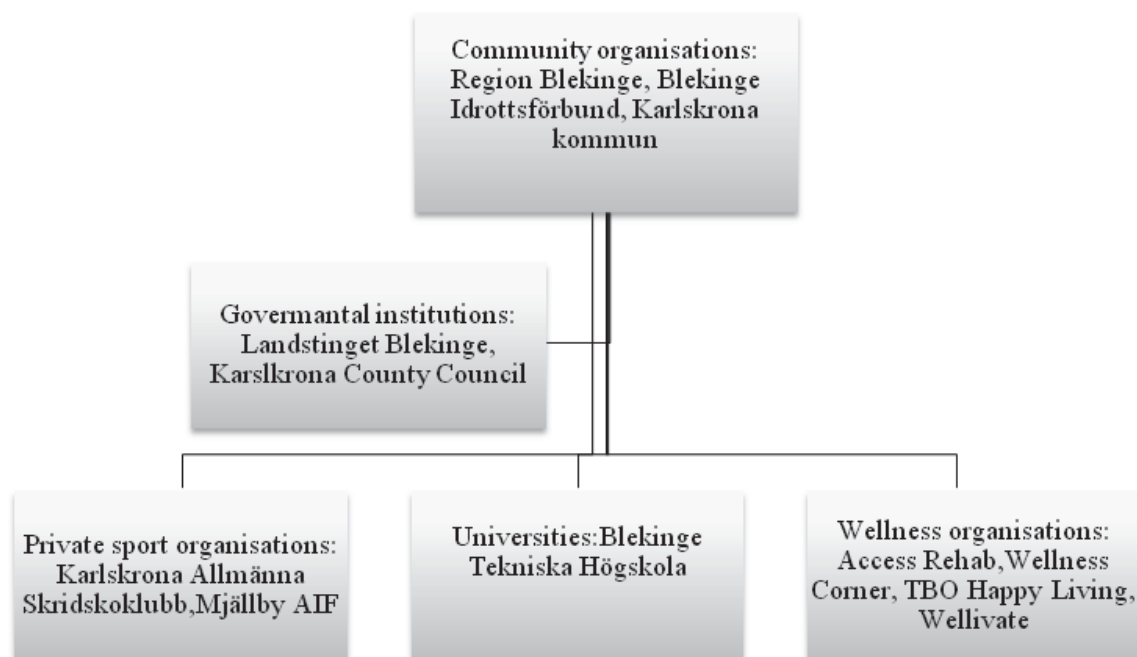 Community organisations:
Region Blekinge, Blekinge
Idrottsförbund, Karlskrona
kommun
Govermantal institutions:
Landstinget Blekinge,
Karslkrona County Council
Private sport organisations:
Karlskrona Allmänna
Skridskoklubb,Mjällby AIF
Universities:Blekinge
Tekniska Högskola
Wellness organisations:
Access Rehab,Wellness
Corner, TBO Happy Living,
Wellivate